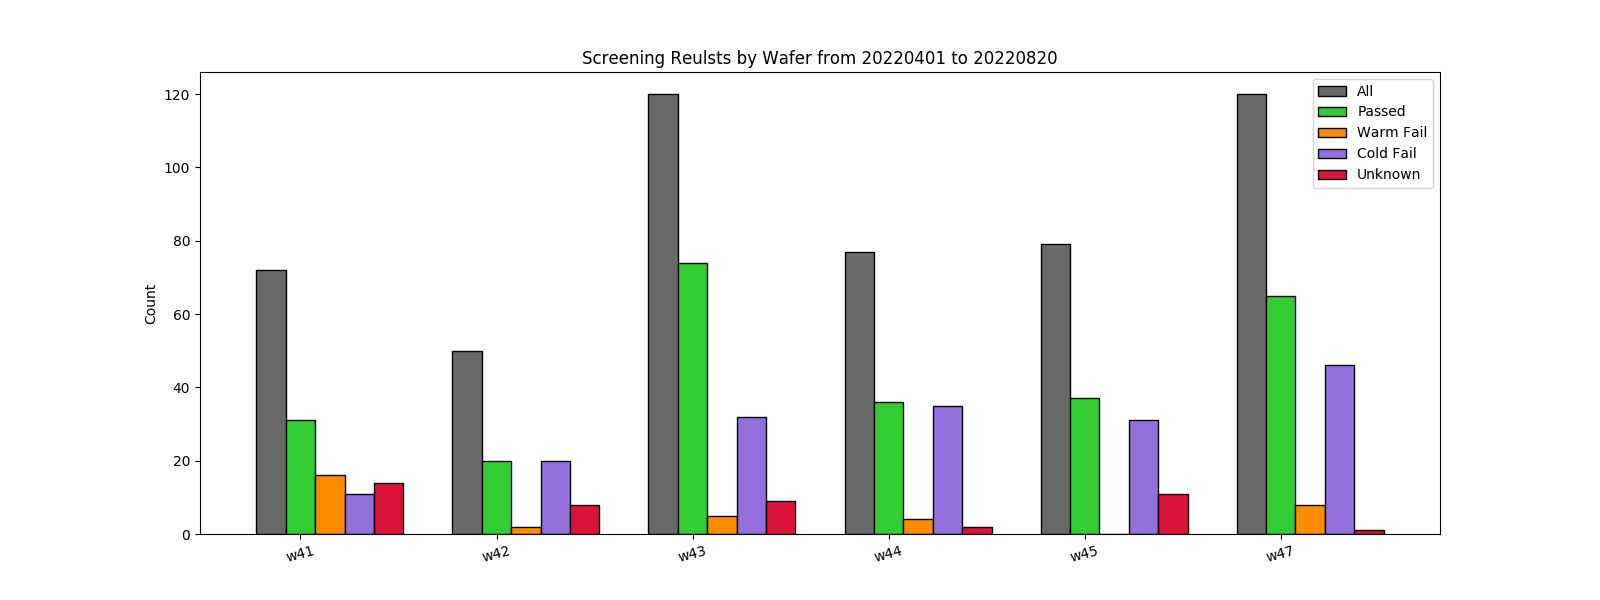 Screening Reulsts by Wafer from 20220401 to 20220820
Count
120
100
80
60
40
20
0
w41
w42
w43
w44
w45
w47
All
Passed
Warm Fail
Cold Fail
Unknown